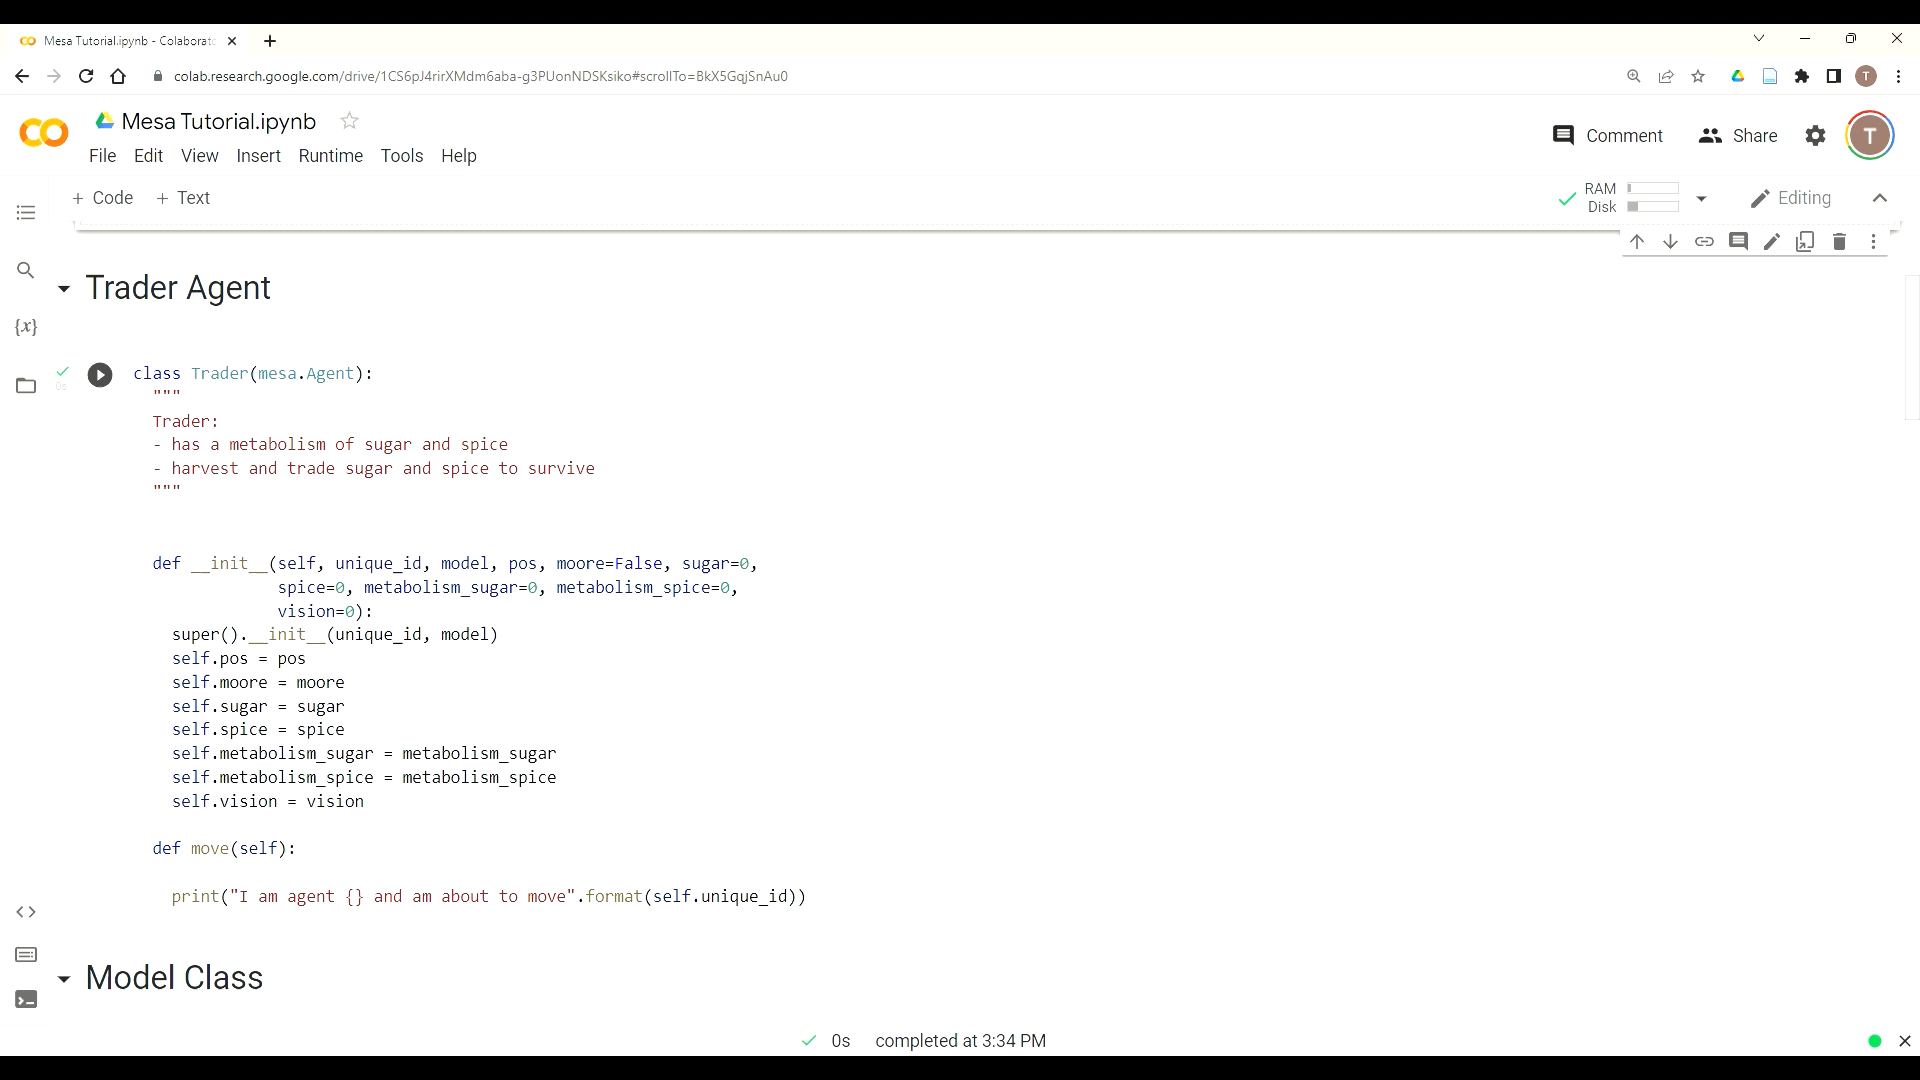 Mesa Tutorial.ipynb - Colaborato
colab.research.google.com/drive/1CS6pJ4rirXMdm6aba-g3PUonNDSKsiko#scrollTo=BkX5GqjSnAu0
T
Mesa Tutorial.ipynb
Comment
Share
T
File Edit View Insert Runtime Tools Help
+ Code + Text
RAM
Disk
Editing
Trader Agent
{x}
0s
class Trader(mesa.Agent):
"""
Trader:
- has a metabolism of sugar and spice
- harvest and trade sugar and spice to survive
"""
def __init__(self, unique_id, model, pos, moore=False, sugar=0,
spice=0, metabolism_sugar=0, metabolism_spice=0,
vision=0):
super().__init__(unique_id, model)
self.pos = pos
self.moore = moore
self.sugar = sugar
self.spice = spice
self.metabolism_sugar = metabolism_sugar
self.metabolism_spice = metabolism_spice
self.vision = vision
def move(self):
print("I am agent {} and am about to move".format(self.unique_id))
Model Class
0s completed at 3:34 PM